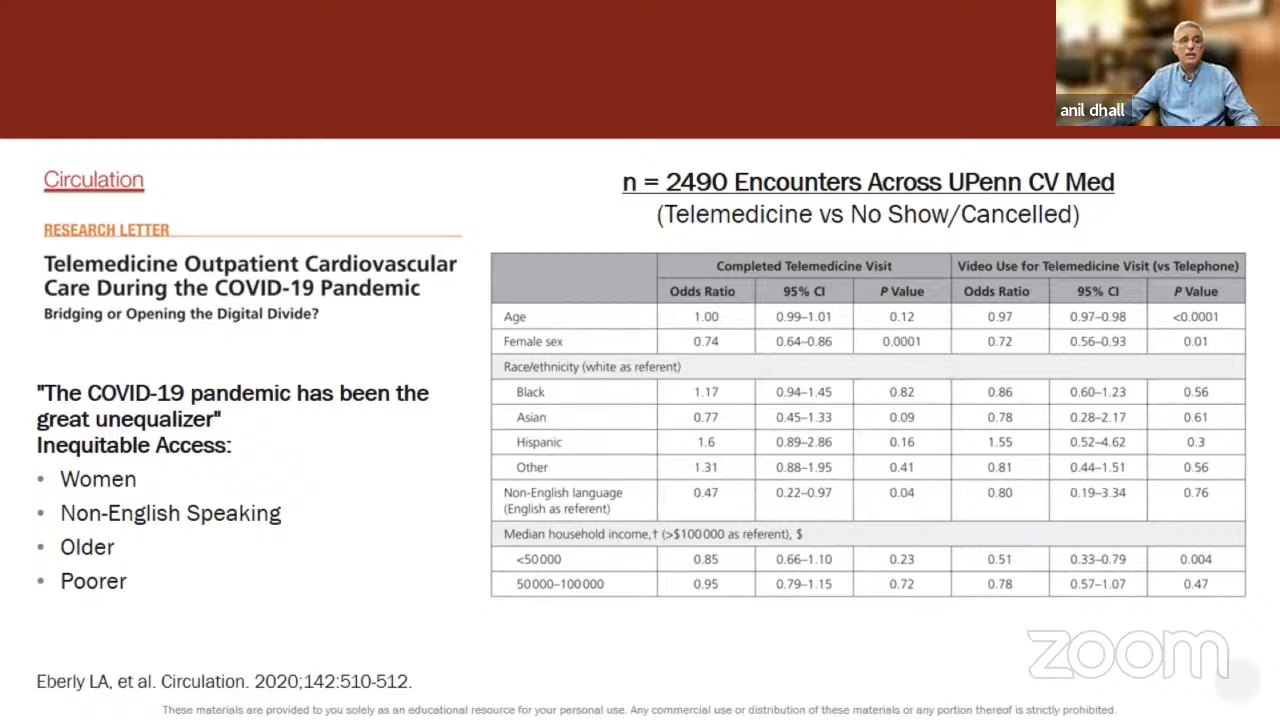 anil dhall
Circulation
RESEARCH LETTER
Telemedicine Outpatient Cardiovascular
Care During the COVID-19 Pandemic
Bridging or Opening the Digital Divide?
"The COVID-19 pandemic has been the
great unequalizer"
Inequitable Access:
• Women
• Non-English Speaking
• Older
• Poorer
n = 2490 Encounters Across UPenn CV Med
(Telemedicine vs No Show/Cancelled)
Completed Telemedicine Visit Video Use for Telemedicine Visit (vs Telephone)
Odds Ratio 95% CI P Value Odds Ratio 95% CI P Value
Age 1.00 0.99–1.01 0.12 0.97 0.97–0.98 <0.0001
Female sex 0.74 0.64–0.86 0.0001 0.72 0.56–0.93 0.01
Race/ethnicity (white as referent)
Black 1.17 0.94–1.45 0.82 0.86 0.60–1.23 0.56
Asian 0.77 0.45–1.33 0.09 0.78 0.28–2.17 0.61
Hispanic 1.6 0.89–2.86 0.16 1.55 0.52–4.62 0.3
Other 1.31 0.88–1.95 0.41 0.81 0.44–1.51 0.56
Non-English language 0.47 0.22–0.97 0.04 0.80 0.19–3.34 0.76
(English as referent)
Median household income,† (>$100 000 as referent), $
<50 000 0.85 0.66–1.10 0.23 0.51 0.33–0.79 0.004
50 000–100 000 0.95 0.79–1.15 0.72 0.78 0.57–1.07 0.47
zoom
Eberly LA, et al. Circulation. 2020;142:510-512.
These materials are provided to you solely as an educational resource for your personal use. Any commercial use or distribution of these materials or any portion thereof is strictly prohibited.